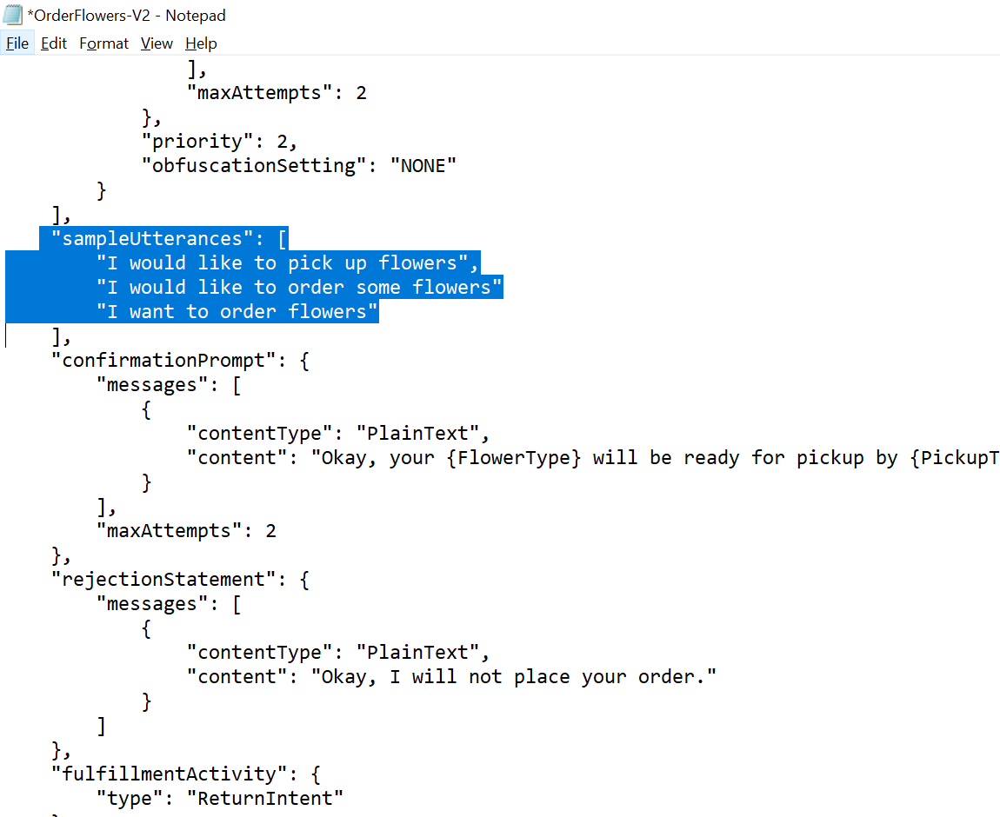 *OrderFlowers-V2 - Notepad
File Edit Format View Help
],
"maxAttempts": 2
},
"priority": 2,
"obfuscationSetting": "NONE"
}
],
"sampleUtterances": [
"I would like to pick up flowers",
"I would like to order some flowers"
"I want to order flowers"
],
"confirmationPrompt": {
"messages": [
{
"contentType": "PlainText",
"content": "Okay, your {FlowerType} will be ready for pickup by {PickupT
}
],
"maxAttempts": 2
},
"rejectionStatement": {
"messages": [
{
"contentType": "PlainText",
"content": "Okay, I will not place your order."
}
]
},
"fulfillmentActivity": {
"type": "ReturnIntent"